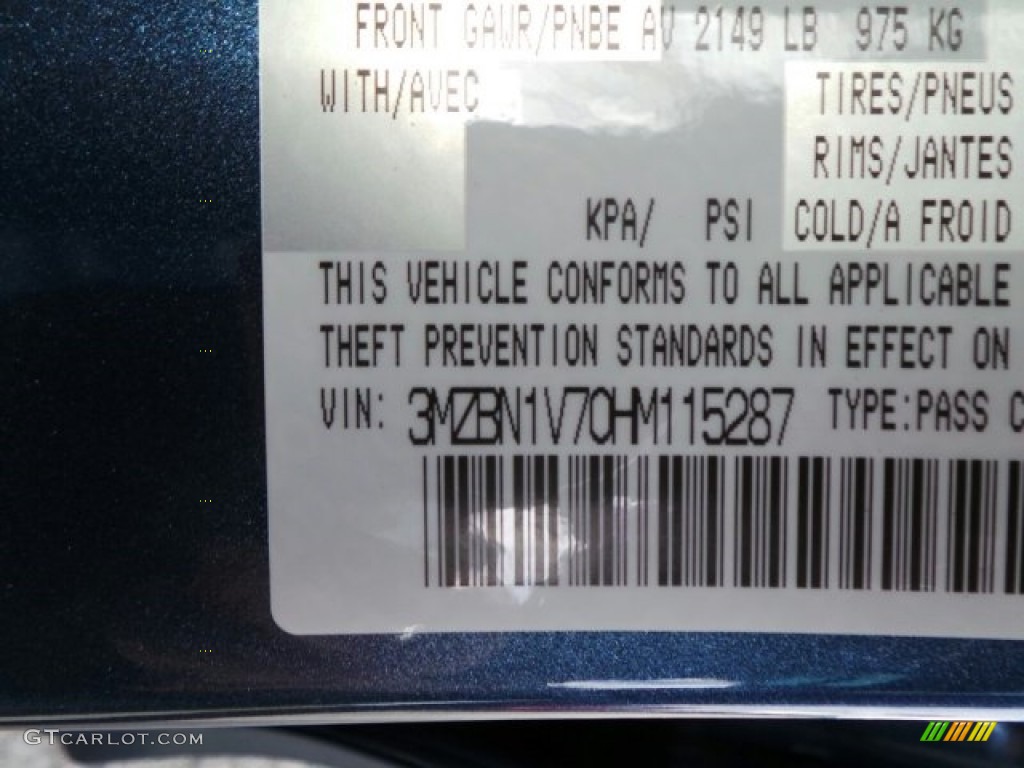 FRONT GAWR/PNBE AV 2149 LB 975 KG
WITH/AVEC TIRES/PNEUS
RIMS/JANTES
KPA/ PSI COLD/A FROID
THIS VEHICLE CONFORMS TO ALL APPLICABLE
THEFT PREVENTION STANDARDS IN EFFECT ON
VIN: 3MZBN1V70HM115287 TYPE:PASS C
GTCARLOT.COM